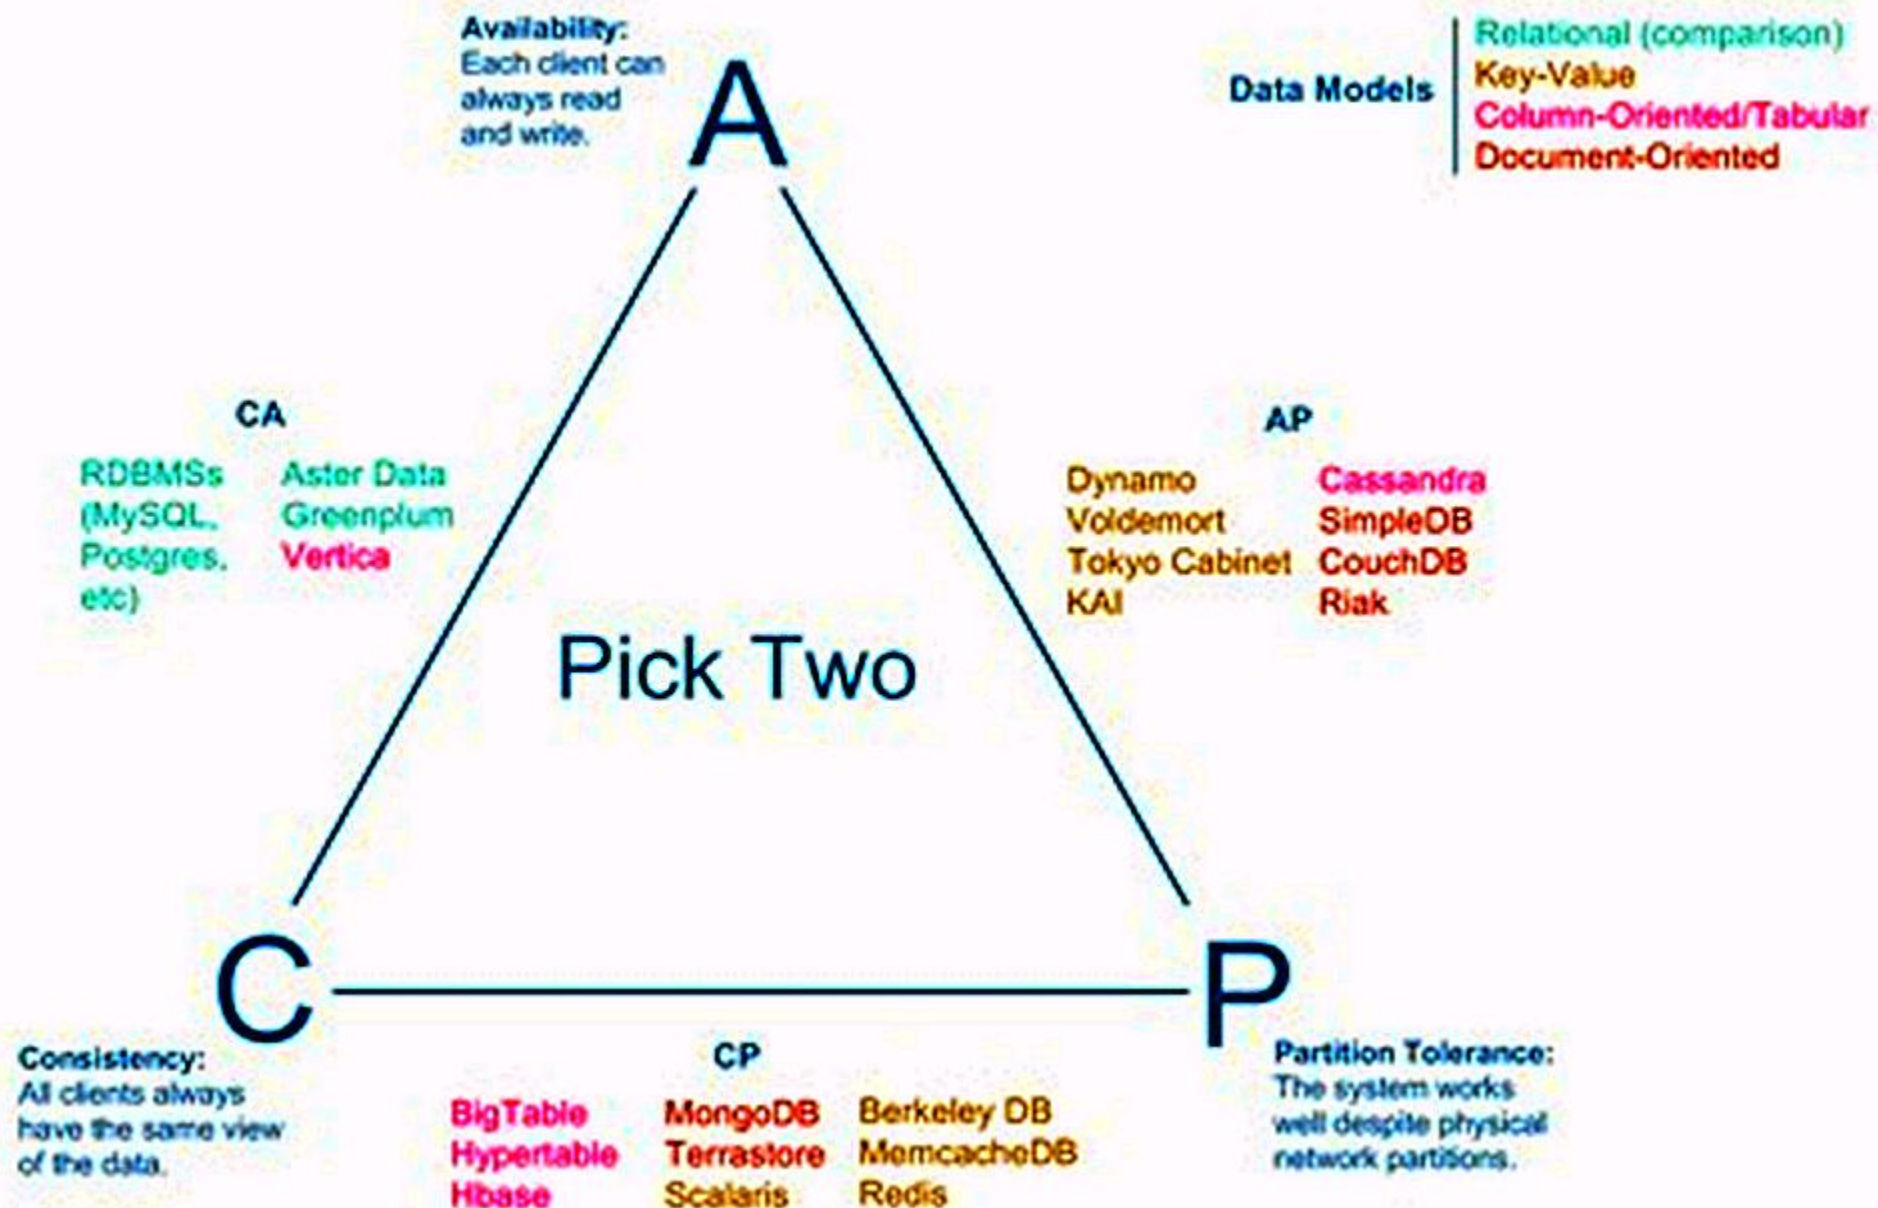 Availability:
Each client can
always read
and write.
A
Data Models
Relational (comparison)
Key-Value
Column-Oriented/Tabular
Document-Oriented
CA
RDBMSs
(MySQL,
Postgres,
etc)
Aster Data
Greenplum
Vertica
AP
Dynamo
Voldemort
Tokyo Cabinet
KAI
Cassandra
SimpleDB
CouchDB
Riak
Pick Two
C
Consistency:
All clients always
have the same view
of the data.
CP
BigTable
Hypertable
Hbase
MongoDB
Terrastore
Scalaris
Berkeley DB
MemcacheDB
Redis
P
Partition Tolerance:
The system works
well despite physical
network partitions.